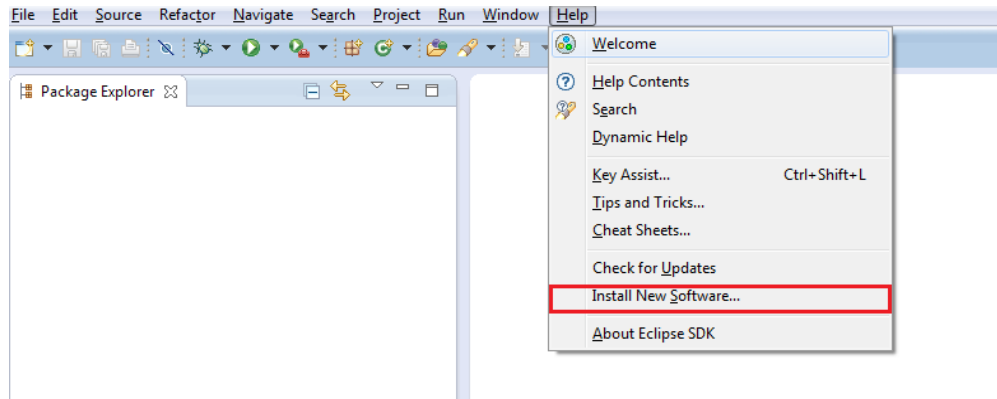 File Edit Source Refactor Navigate Search Project Run Window Help
Welcome
Package Explorer
Help Contents
Search
Dynamic Help
Key Assist... Ctrl+Shift+L
Tips and Tricks...
Cheat Sheets...
Check for Updates
Install New Software...
About Eclipse SDK